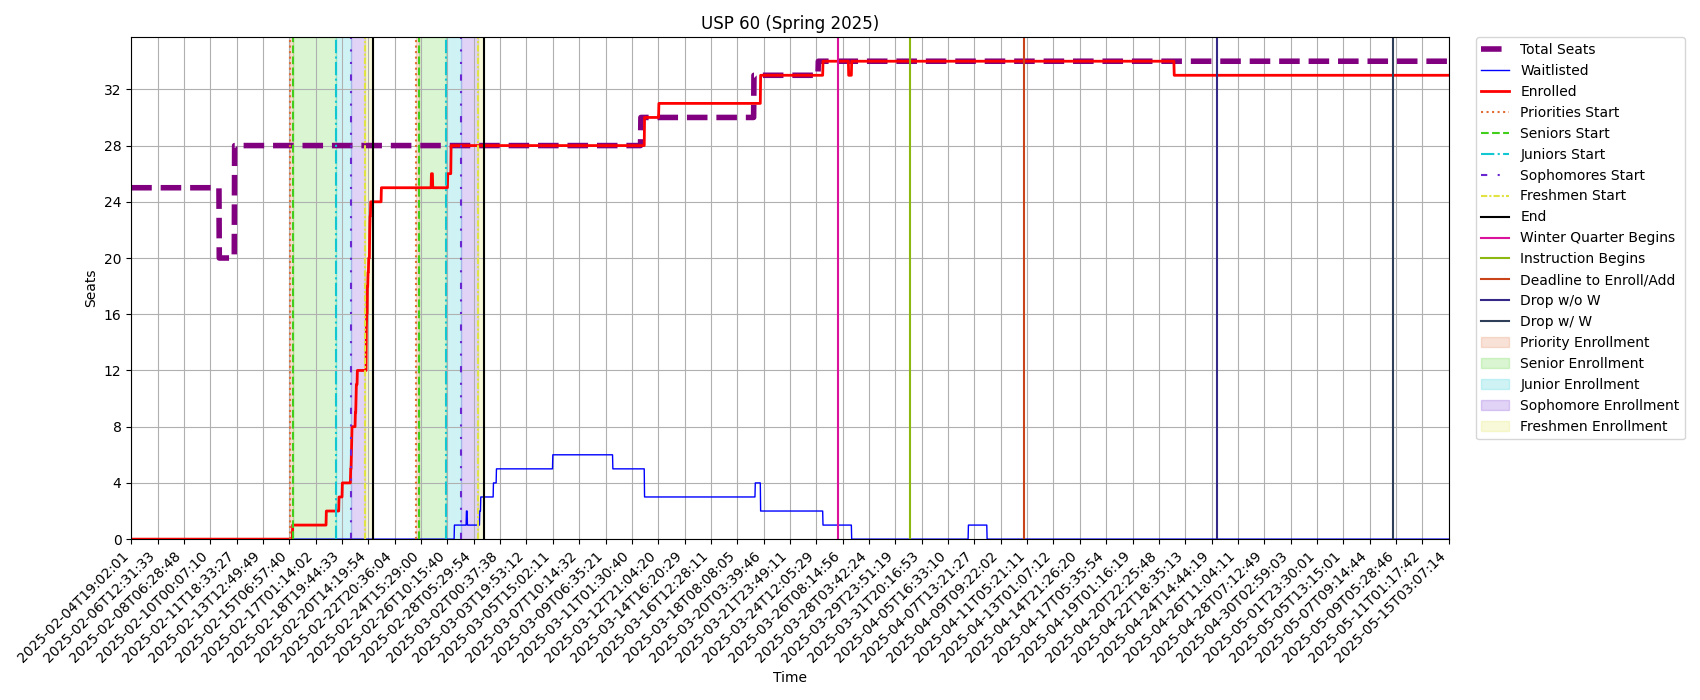 USP 60 (Spring 2025)
Seats
32
28
24
20
16
12
8
4
0
2025-02-04T19:02:01
2025-02-06T12:31:33
2025-02-08T06:28:48
2025-02-10T00:07:10
2025-02-11T18:33:27
2025-02-13T12:49:49
2025-02-15T06:57:40
2025-02-17T01:14:02
2025-02-18T19:44:33
2025-02-20T14:19:54
2025-02-22T20:36:04
2025-02-24T15:29:00
2025-02-26T10:15:40
2025-02-28T05:29:54
2025-03-02T00:37:38
2025-03-03T19:53:12
2025-03-05T15:02:11
2025-03-07T10:14:32
2025-03-09T06:35:21
2025-03-11T01:30:40
2025-03-12T21:04:20
2025-03-14T16:20:29
2025-03-16T12:28:11
2025-03-18T08:08:05
2025-03-20T03:39:46
2025-03-21T23:49:11
2025-03-24T12:05:29
2025-03-26T08:14:56
2025-03-28T03:42:24
2025-03-29T23:51:19
2025-03-31T20:16:53
2025-04-05T16:33:10
2025-04-07T13:21:27
2025-04-09T09:22:02
2025-04-11T05:21:11
2025-04-13T01:07:12
2025-04-14T21:26:20
2025-04-17T05:35:54
2025-04-19T01:16:19
2025-04-20T22:25:48
2025-04-22T18:35:13
2025-04-24T14:44:19
2025-04-26T11:04:11
2025-04-28T07:12:49
2025-04-30T02:59:03
2025-05-01T23:30:01
2025-05-03T13:15:01
2025-05-07T09:14:44
2025-05-09T05:28:46
2025-05-11T01:17:42
2025-05-15T03:07:14
Time
Total Seats
Waitlisted
Enrolled
Priorities Start
Seniors Start
Juniors Start
Sophomores Start
Freshmen Start
End
Winter Quarter Begins
Instruction Begins
Deadline to Enroll/Add
Drop w/o W
Drop w/ W
Priority Enrollment
Senior Enrollment
Junior Enrollment
Sophomore Enrollment
Freshmen Enrollment